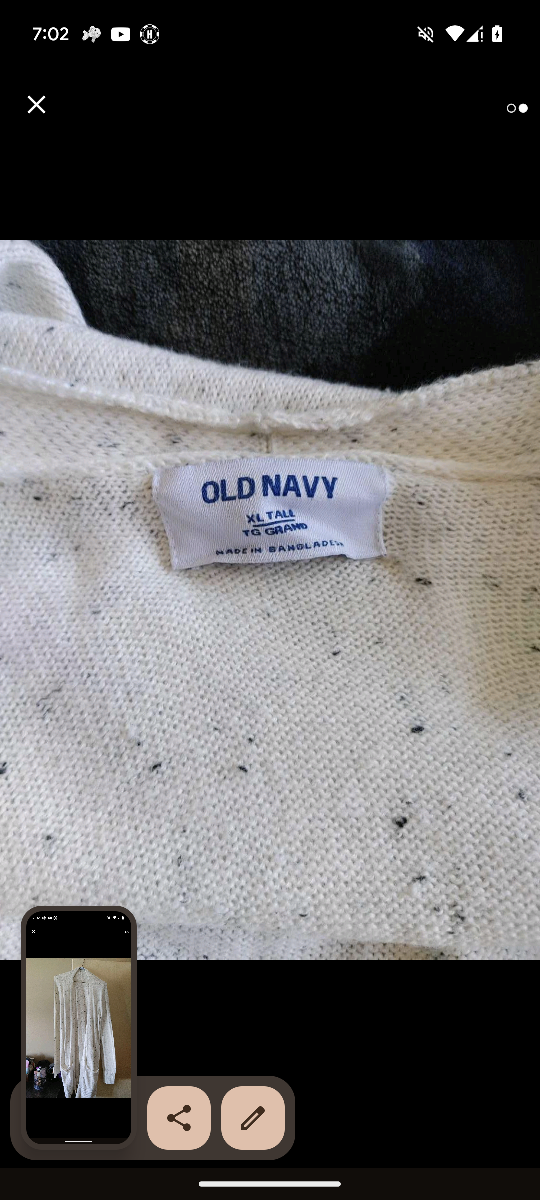 7:02
OLD NAVY
XL TALL
TG GRAND
MADE IN BANGLADESH